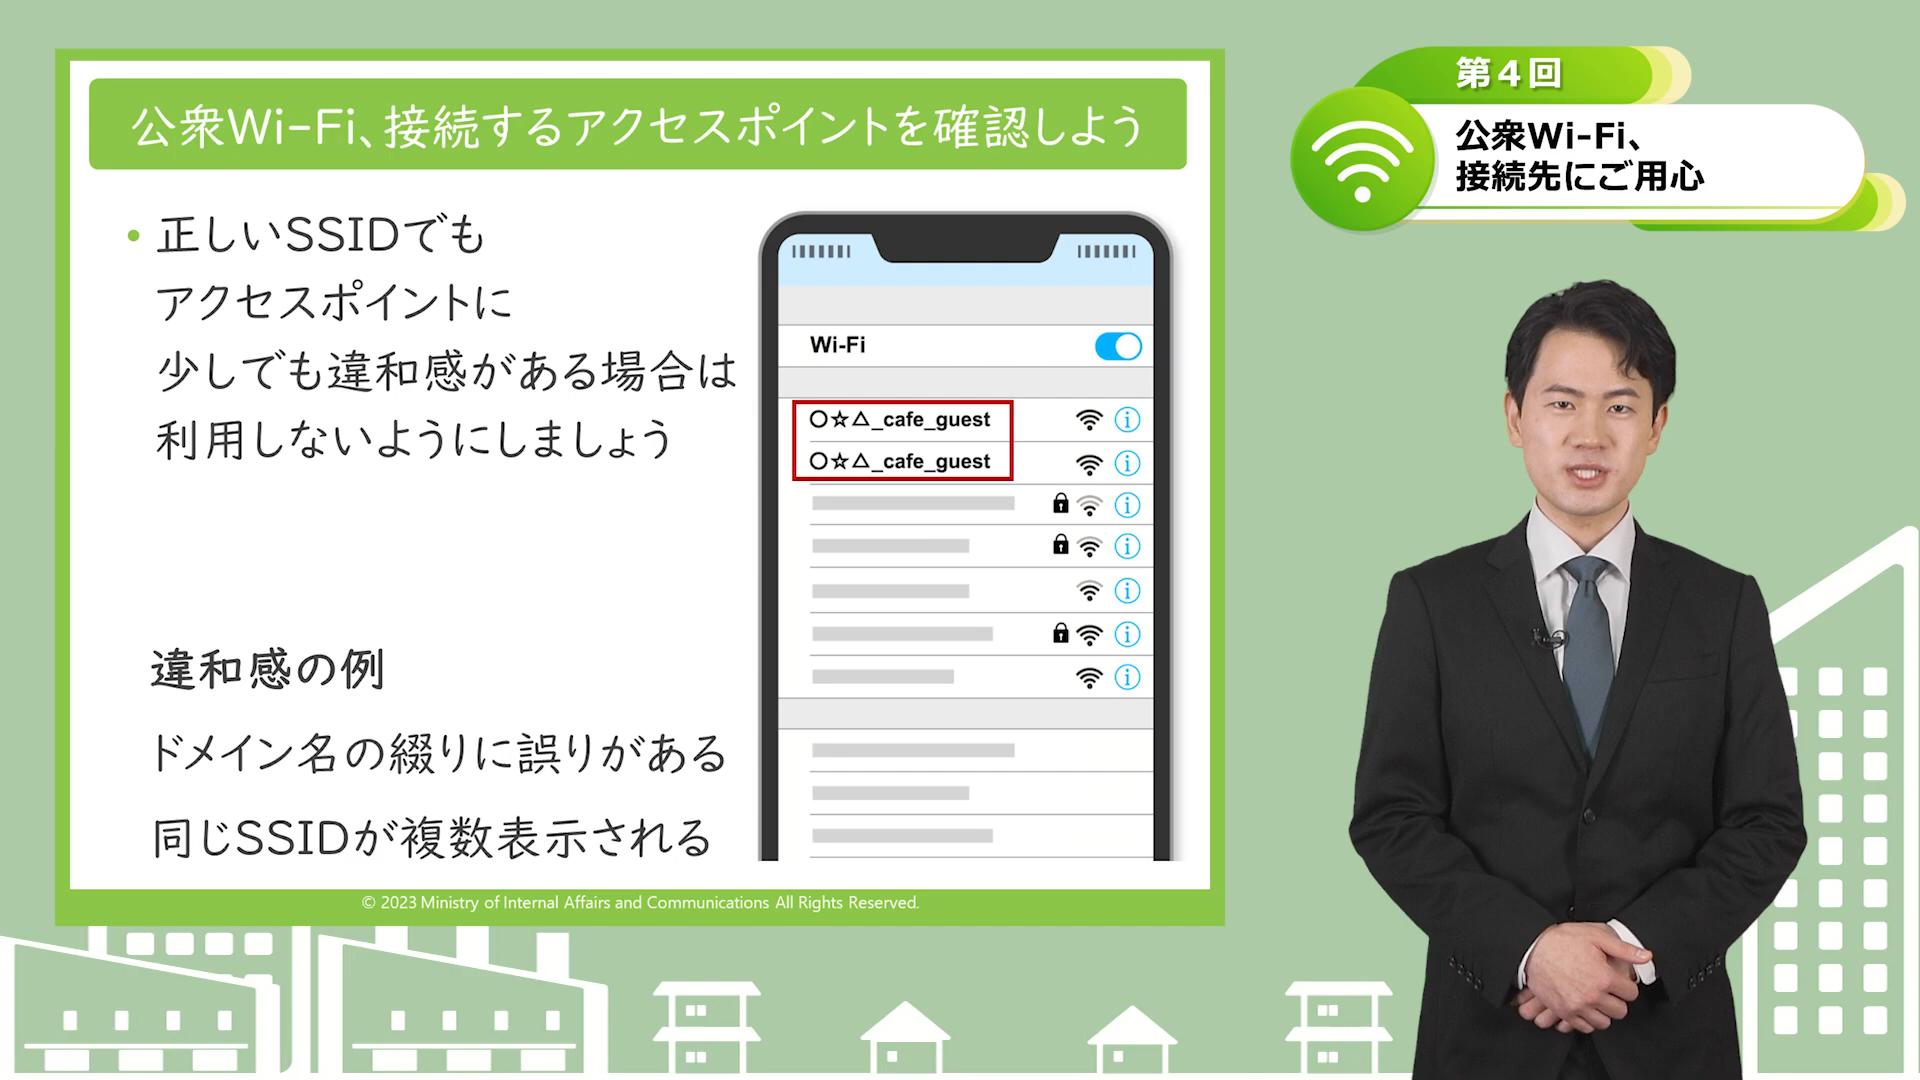 公衆Wi-Fi、接続するアクセスポイントを確認しよう
• 正しいSSIDでも
アクセスポイントに
少しでも違和感がある場合は
利用しないようにしましょう
違和感の例
ドメイン名の綴りに誤りがある
同じSSIDが複数表示される
Wi-Fi
〇☆△_cafe_guest
〇☆△_cafe_guest
© 2023 Ministry of Internal Affairs and Communications All Rights Reserved.
第4回
公衆Wi-Fi、
接続先にご用心